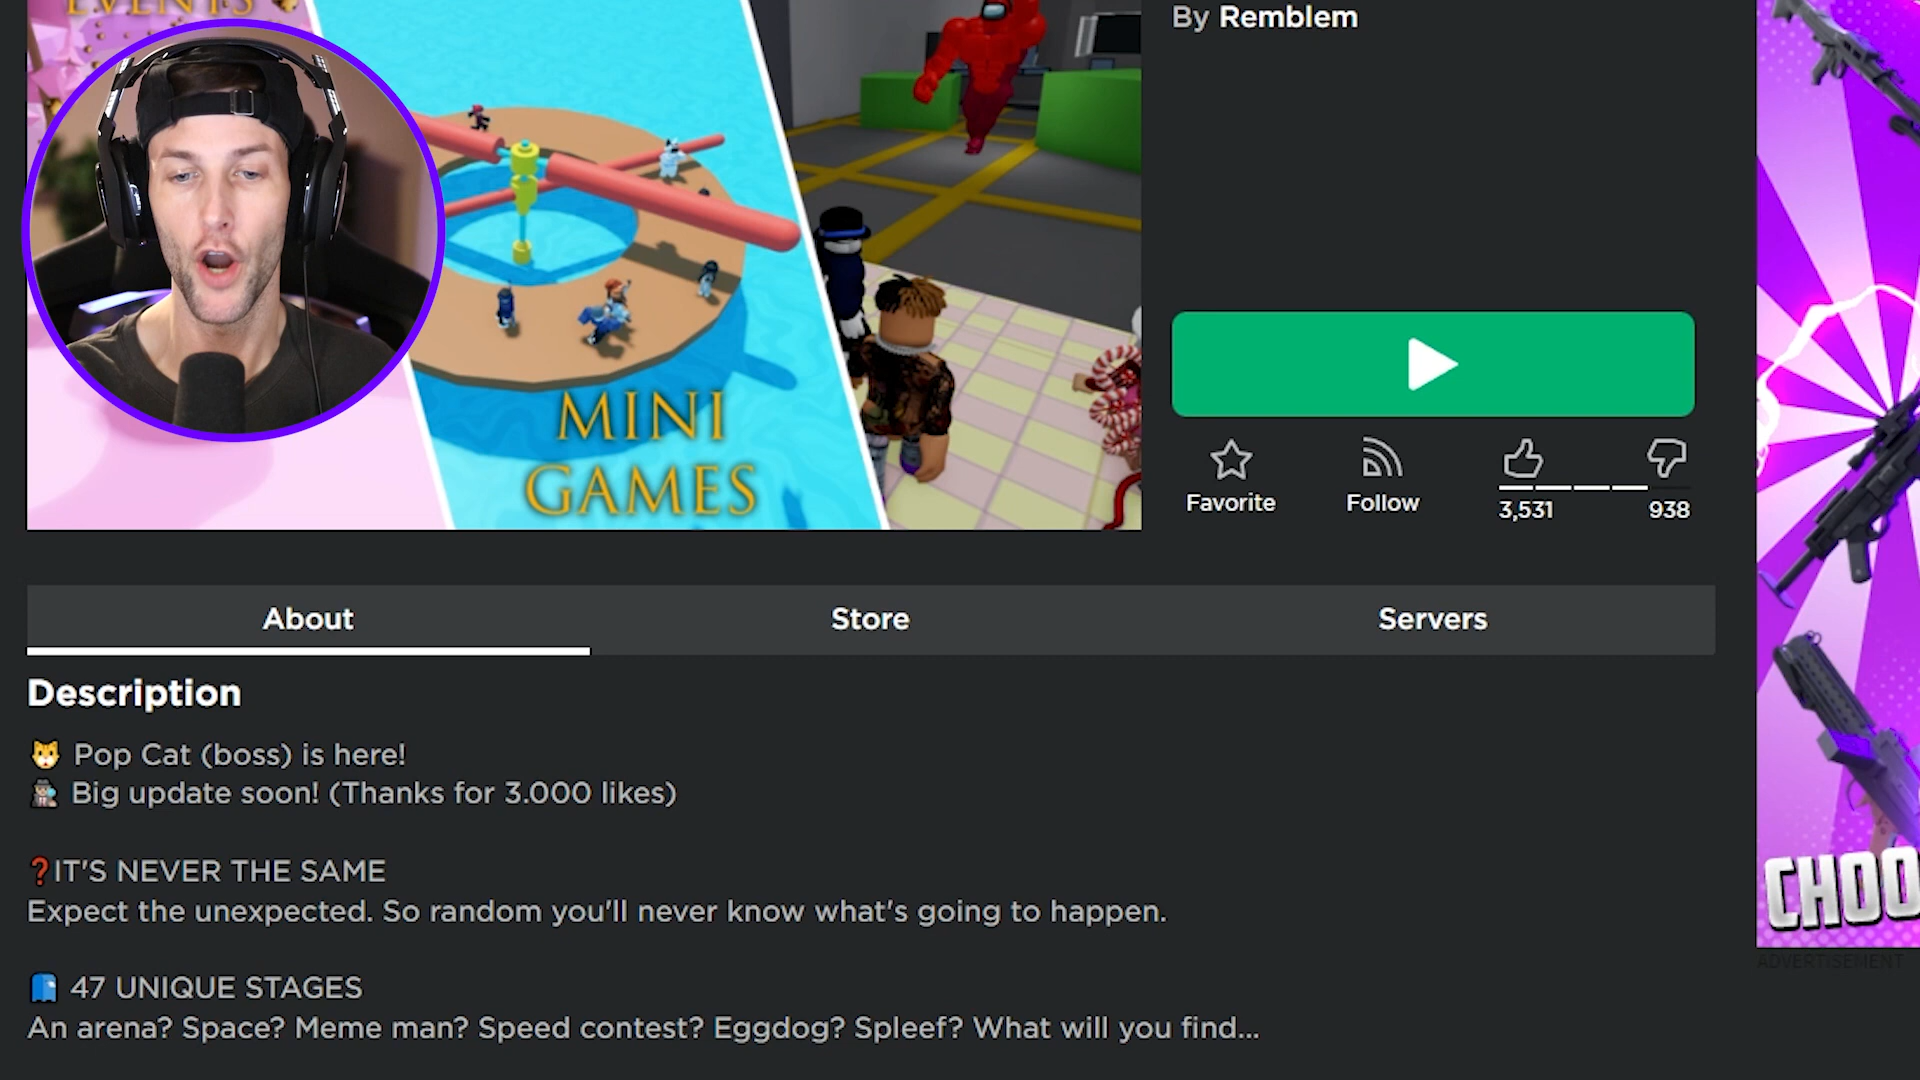 EVENTS
By Remblem
MINI
GAMES
Favorite
Follow
3,531
938
About
Store
Servers
Description
🐱 Pop Cat (boss) is here!
🕵 Big update soon! (Thanks for 3.000 likes)
❓IT'S NEVER THE SAME
Expect the unexpected. So random you'll never know what's going to happen.
📘 47 UNIQUE STAGES
An arena? Space? Meme man? Speed contest? Eggdog? Spleef? What will you find...
CHOO
ADVERTISEMENT